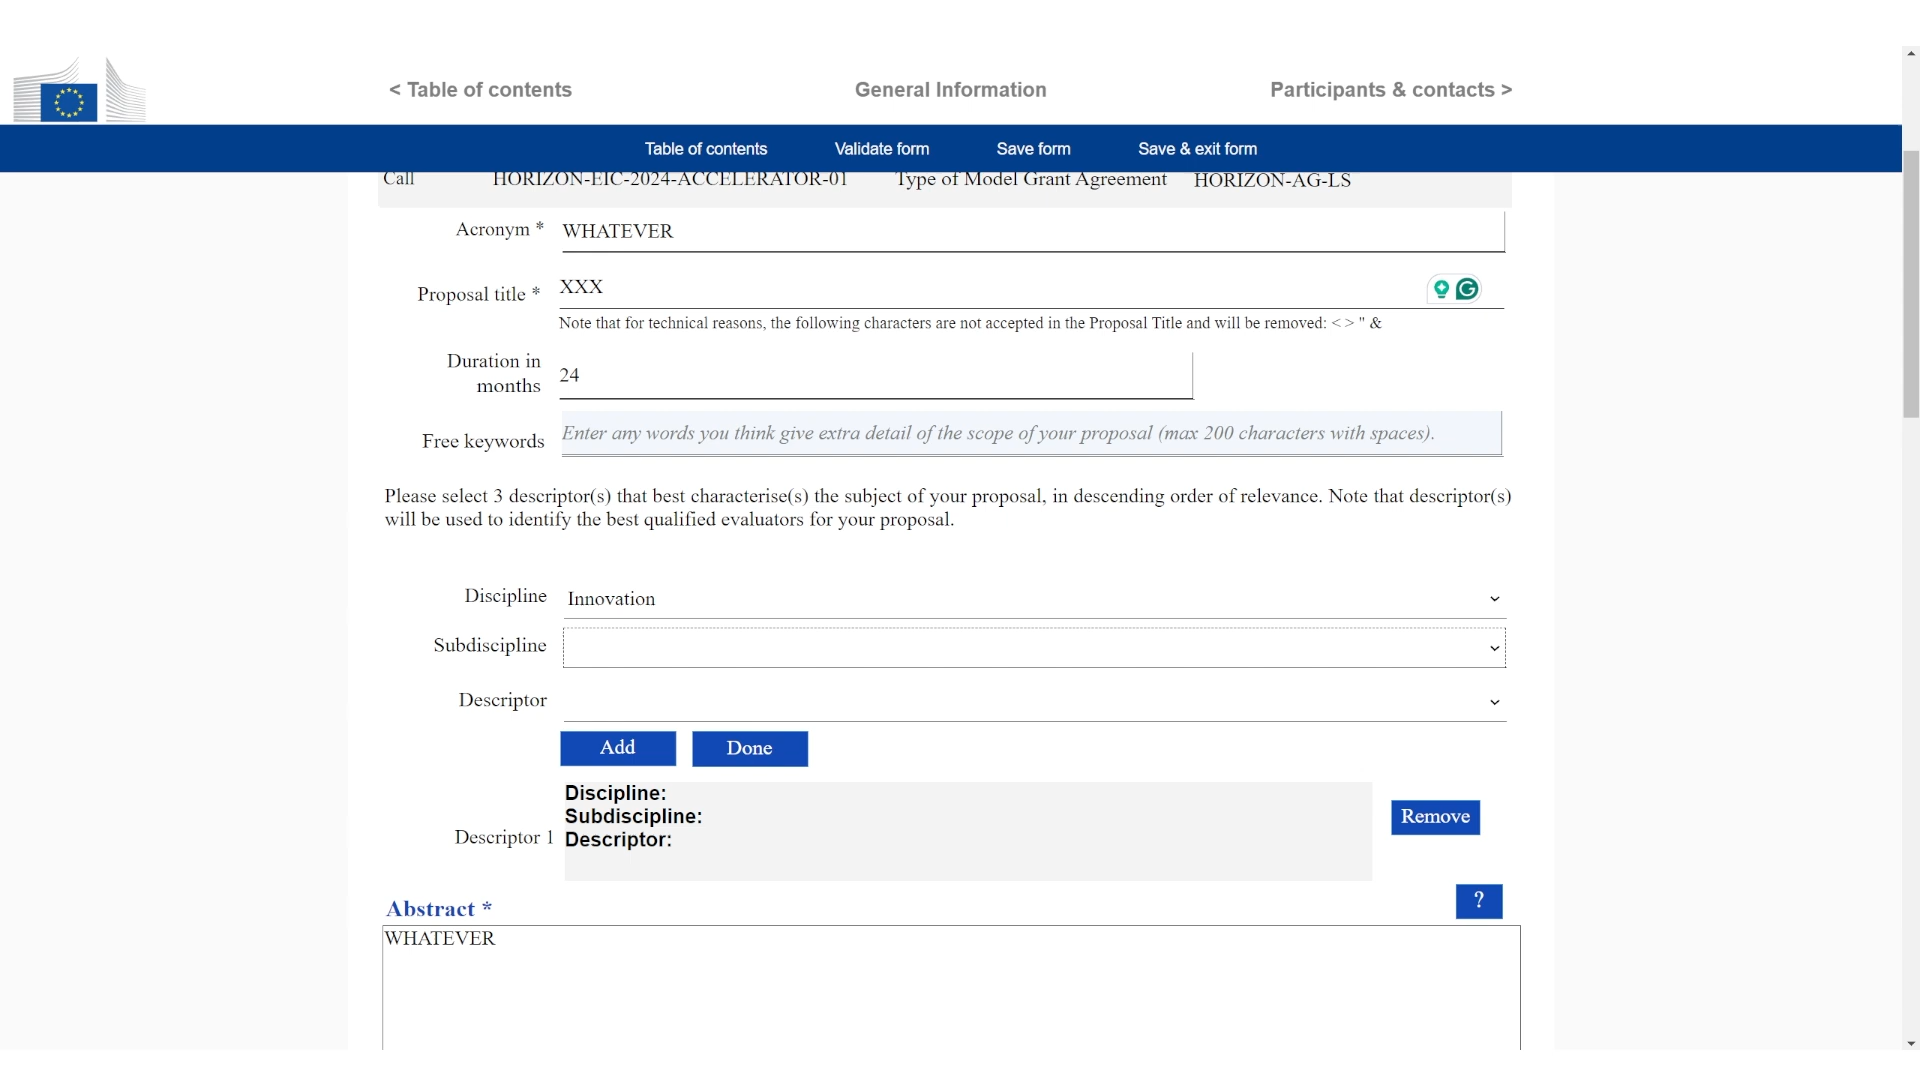 < Table of contents
General Information
Participants & contacts >
Table of contents
Validate form
Save form
Save & exit form
Call HORIZON-EIC-2024-ACCELERATOR-01 Type of Model Grant Agreement HORIZON-AG-LS
Acronym * WHATEVER
Proposal title * XXX
Note that for technical reasons, the following characters are not accepted in the Proposal Title and will be removed: < > " &
Duration in
months
24
Free keywords Enter any words you think give extra detail of the scope of your proposal (max 200 characters with spaces).
Please select 3 descriptor(s) that best characterise(s) the subject of your proposal, in descending order of relevance. Note that descriptor(s)
will be used to identify the best qualified evaluators for your proposal.
Discipline Innovation
Subdiscipline
Descriptor
Add
Done
Descriptor 1
Discipline:
Subdiscipline:
Descriptor:
Remove
Abstract *
?
WHATEVER